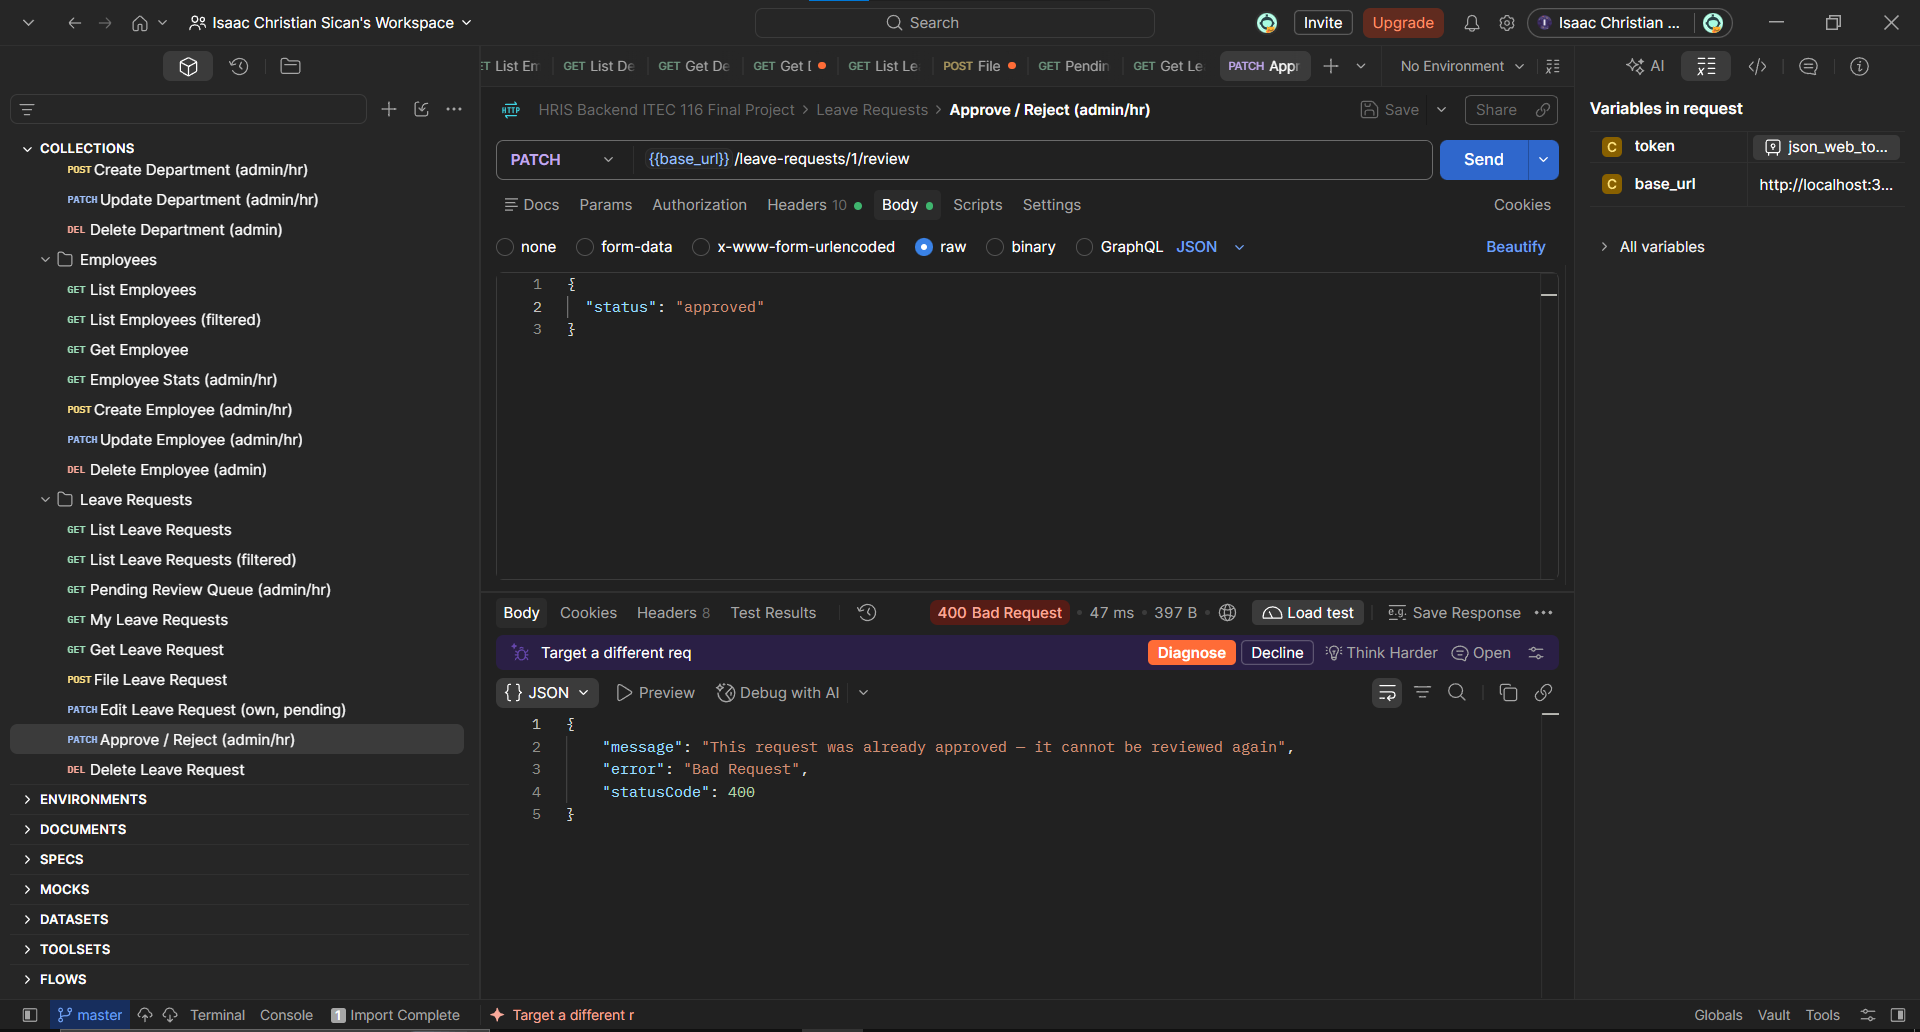 Isaac Christian Sican's Workspace
Search
Invite
Upgrade
Isaac Christian ...
COLLECTIONS
POST Create Department (admin/hr)
PATCH Update Department (admin/hr)
DEL Delete Department (admin)
Employees
GET List Employees
GET List Employees (filtered)
GET Get Employee
GET Employee Stats (admin/hr)
POST Create Employee (admin/hr)
PATCH Update Employee (admin/hr)
DEL Delete Employee (admin)
Leave Requests
GET List Leave Requests
GET List Leave Requests (filtered)
GET Pending Review Queue (admin/hr)
GET My Leave Requests
GET Get Leave Request
POST File Leave Request
PATCH Edit Leave Request (own, pending)
PATCH Approve / Reject (admin/hr)
DEL Delete Leave Request
ENVIRONMENTS
DOCUMENTS
SPECS
MOCKS
DATASETS
TOOLSETS
FLOWS
ET List Em GET List De GET Get De GET Get D GET List Le POST File GET Pendin GET Get Le PATCH Appr No Environment
HTTP HRIS Backend ITEC 116 Final Project > Leave Requests > Approve / Reject (admin/hr) Save Share
PATCH {{base_url}} /leave-requests/1/review Send
Docs Params Authorization Headers 10 Body Scripts Settings Cookies
none form-data x-www-form-urlencoded raw binary GraphQL JSON Beautify
1 {
2 "status": "approved"
3 }
Body Cookies Headers 8 Test Results 400 Bad Request 47 ms 397 B Load test e.g. Save Response
Target a different req Diagnose Decline Think Harder Open
{} JSON Preview Debug with AI
1 {
2 "message": "This request was already approved — it cannot be reviewed again",
3 "error": "Bad Request",
4 "statusCode": 400
5 }
AI
Variables in request
C token json_web_to...
C base_url http://localhost:3...
All variables
master Terminal Console 1 Import Complete Target a different r Globals Vault Tools